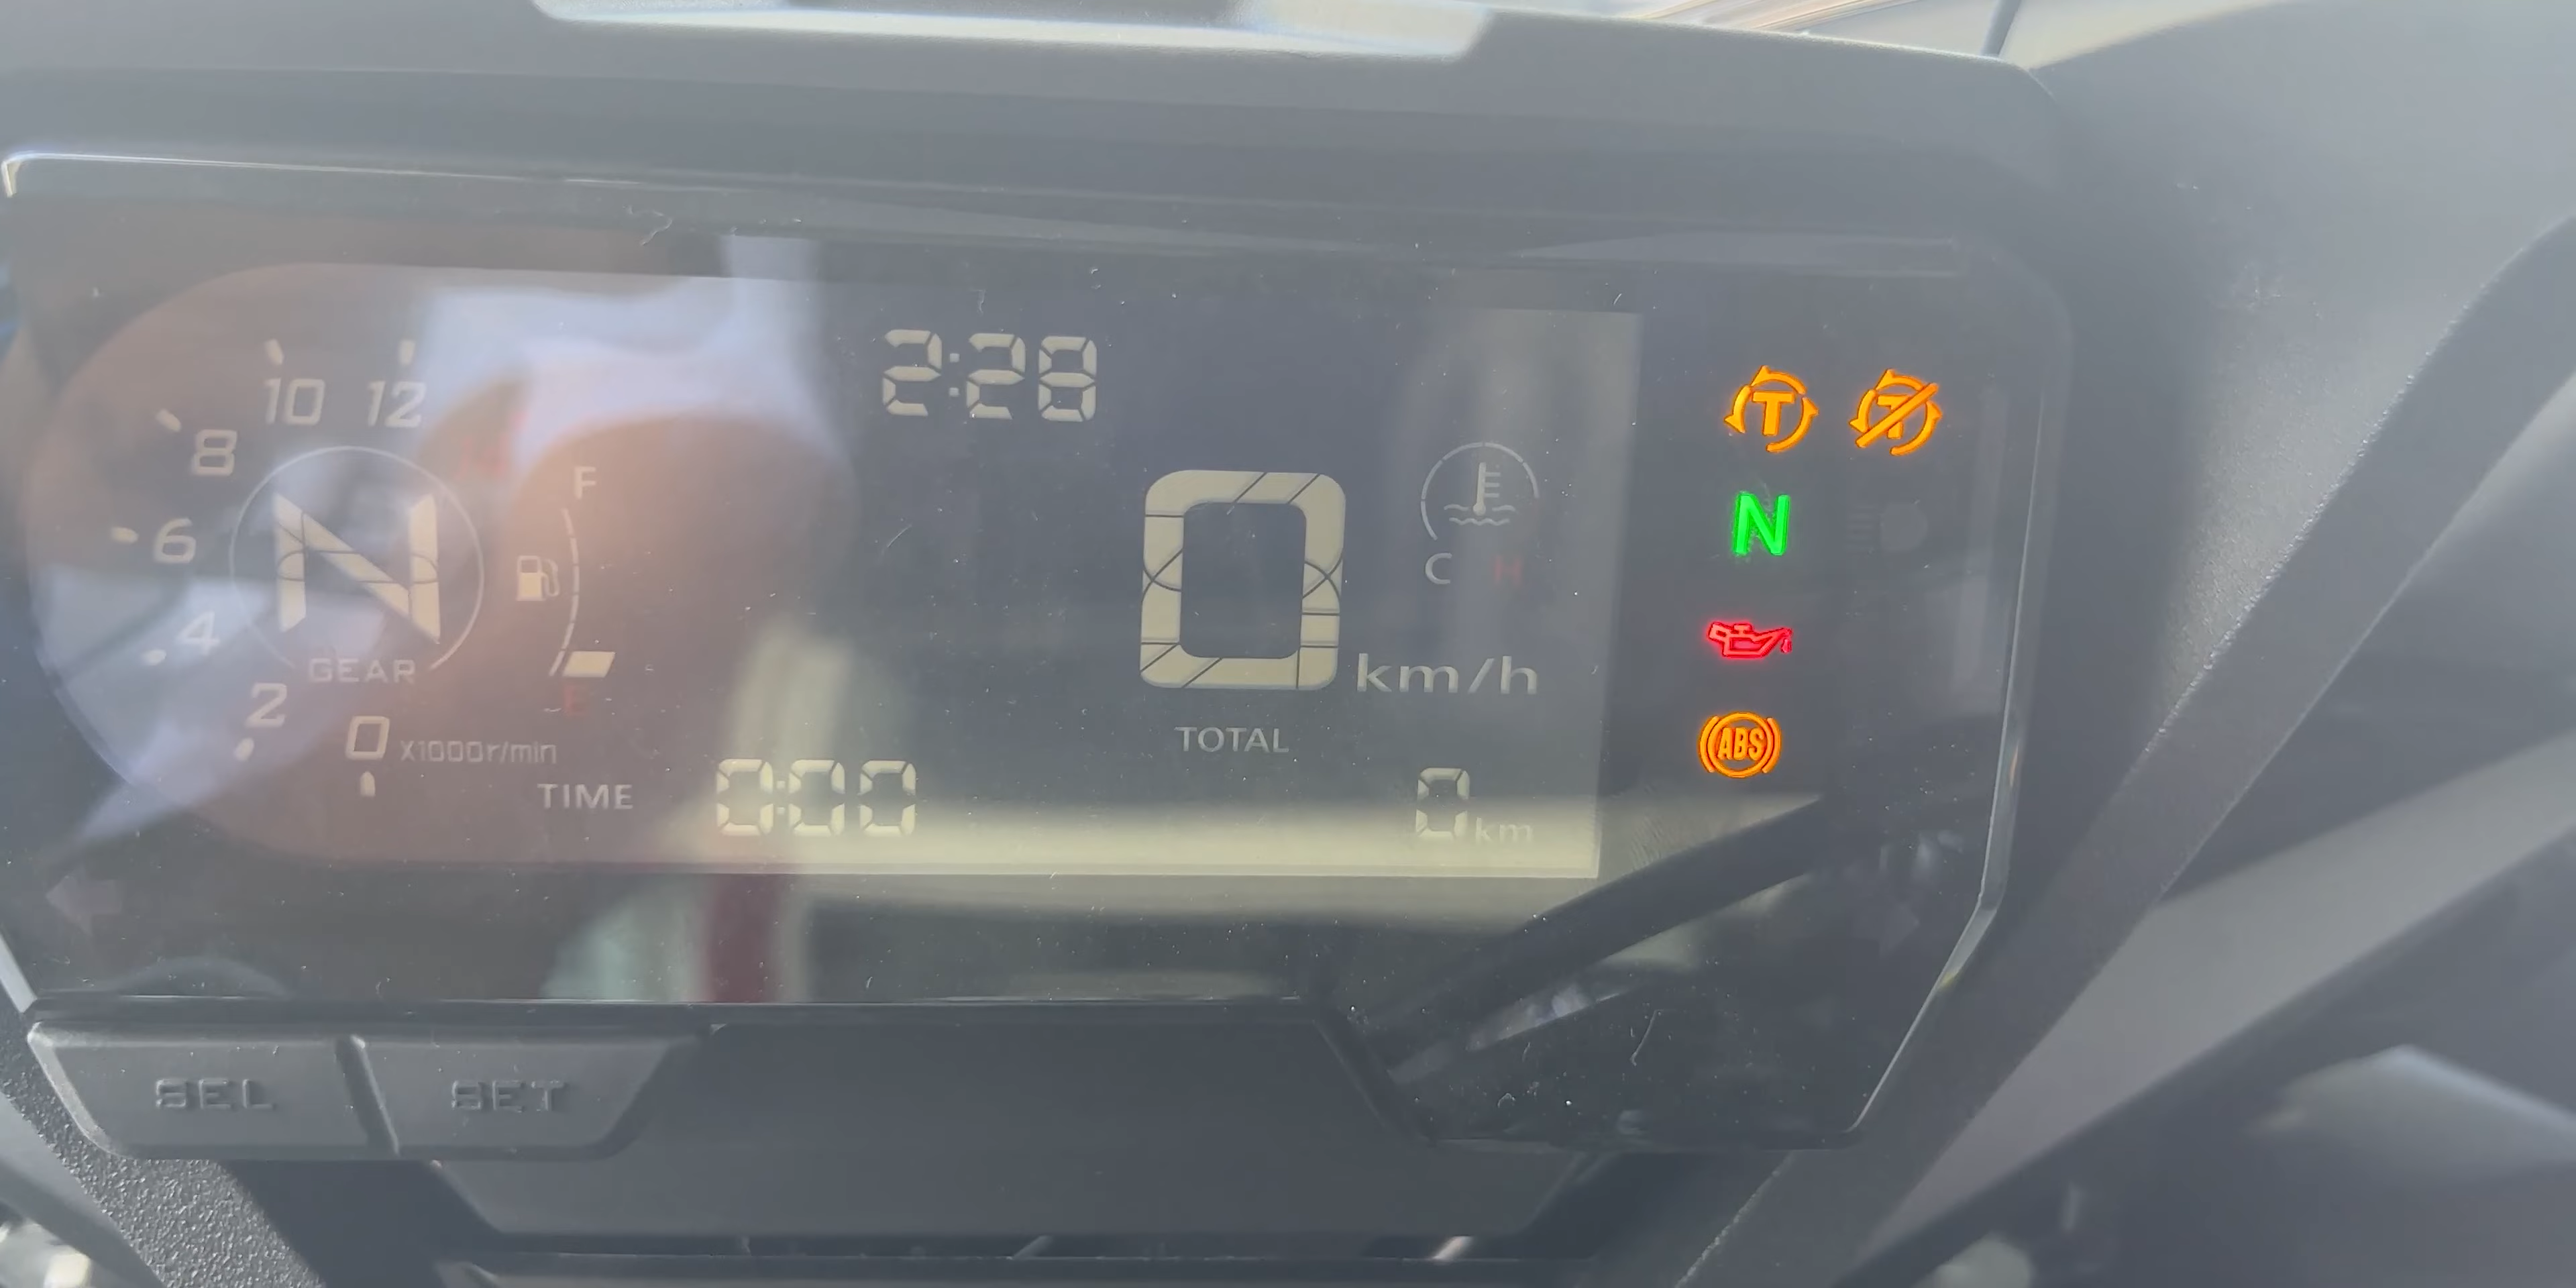 2:28
10 12
8
F
6
N
0
C H
4
km/h
GEAR
E
2
0 X1000r/min
TOTAL
TIME 0:00
0 km
T T
N
ABS
SEL SET